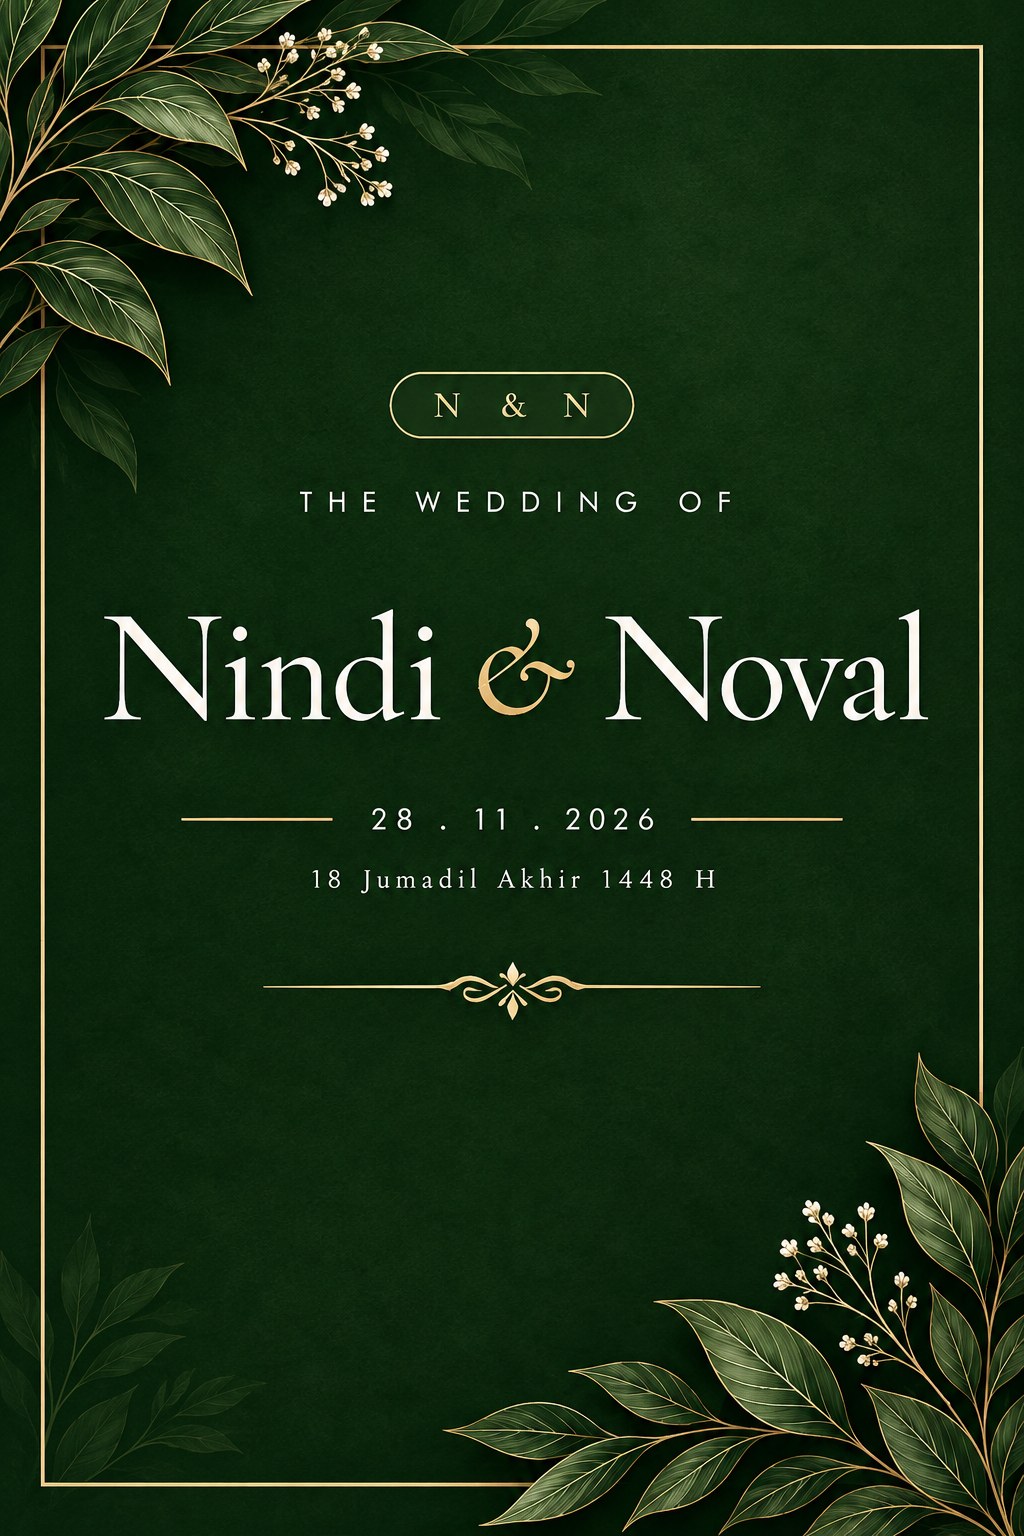 N & N
THE WEDDING OF
Nindi & Noval
28 . 11 . 2026
18 Jumadil Akhir 1448 H